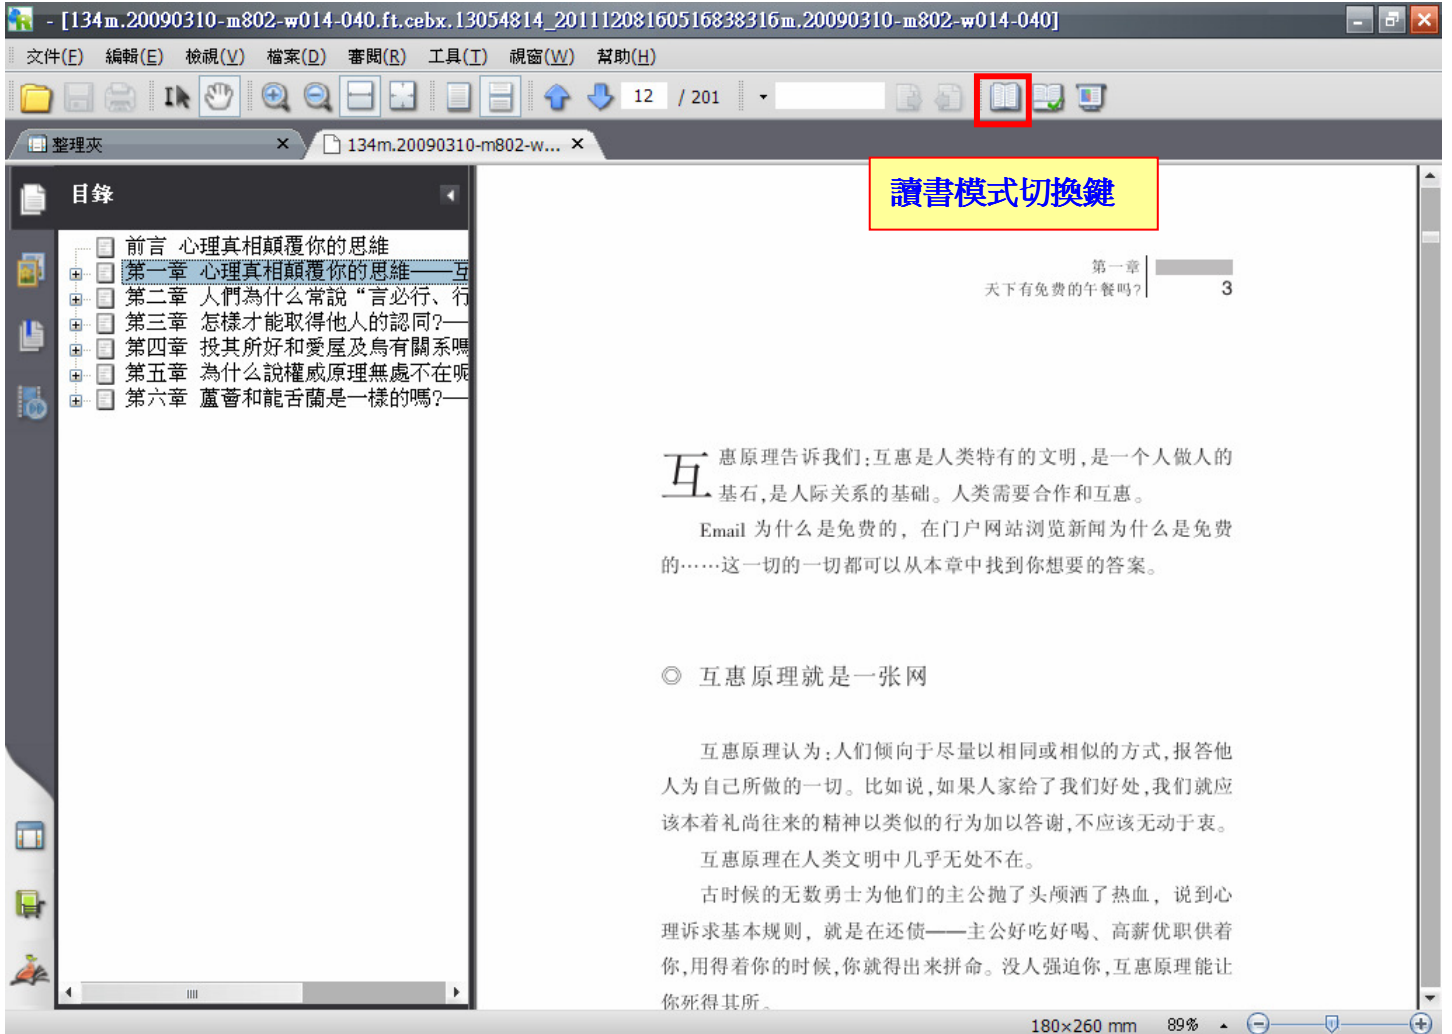 - [134m.20090310-m802-w014-040.ft.cebx.13054814_20111208160516838316m.20090310-m802-w014-040]
文件(F) 編輯(E) 檢視(V) 檔案(D) 審閱(R) 工具(T) 視窗(W) 幫助(H)
12 / 201
整理夾
134m.20090310-m802-w...
讀書模式切換鍵
目錄
前言 心理真相顛覆你的思維
第一章 心理真相顛覆你的思維——互
第二章 人們為什么常說“言必行、行
第三章 怎樣才能取得他人的認同?—
第四章 投其所好和愛屋及烏有關系嗎
第五章 為什么說權威原理無處不在呢
第六章 蘆薈和龍舌蘭是一樣的嗎?—
第一章
天下有免费的午餐吗? 3
互惠原理告诉我们:互惠是人类特有的文明,是一个人做人的
基石,是人际关系的基础。人类需要合作和互惠。
Email 为什么是免费的，在门户网站浏览新闻为什么是免费
的……这一切的一切都可以从本章中找到你想要的答案。
◎ 互惠原理就是一张网
互惠原理认为:人们倾向于尽量以相同或相似的方式,报答他
人为自己所做的一切。比如说,如果人家给了我们好处,我们就应
该本着礼尚往来的精神以类似的行为加以答谢,不应该无动于衷。
互惠原理在人类文明中几乎无处不在。
古时候的无数勇士为他们的主公抛了头颅洒了热血，说到心
理诉求基本规则，就是在还债——主公好吃好喝、高薪优职供着
你,用得着你的时候,你就得出来拼命。没人强迫你,互惠原理能让
你死得其所。
180×260 mm 89%